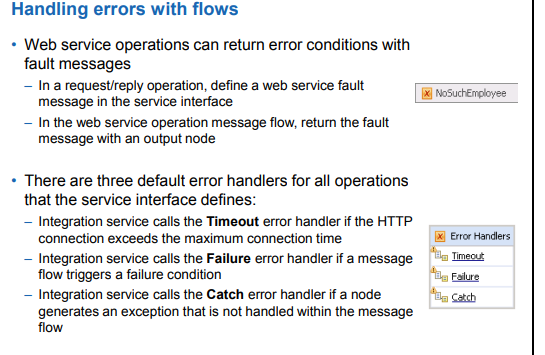 Handling errors with flows
• Web service operations can return error conditions with
fault messages
– In a request/reply operation, define a web service fault
message in the service interface
NoSuchEmployee
– In the web service operation message flow, return the fault
message with an output node
• There are three default error handlers for all operations
that the service interface defines:
– Integration service calls the Timeout error handler if the HTTP
connection exceeds the maximum connection time
– Integration service calls the Failure error handler if a message
flow triggers a failure condition
– Integration service calls the Catch error handler if a node
generates an exception that is not handled within the message
flow
Error Handlers
Timeout
Failure
Catch